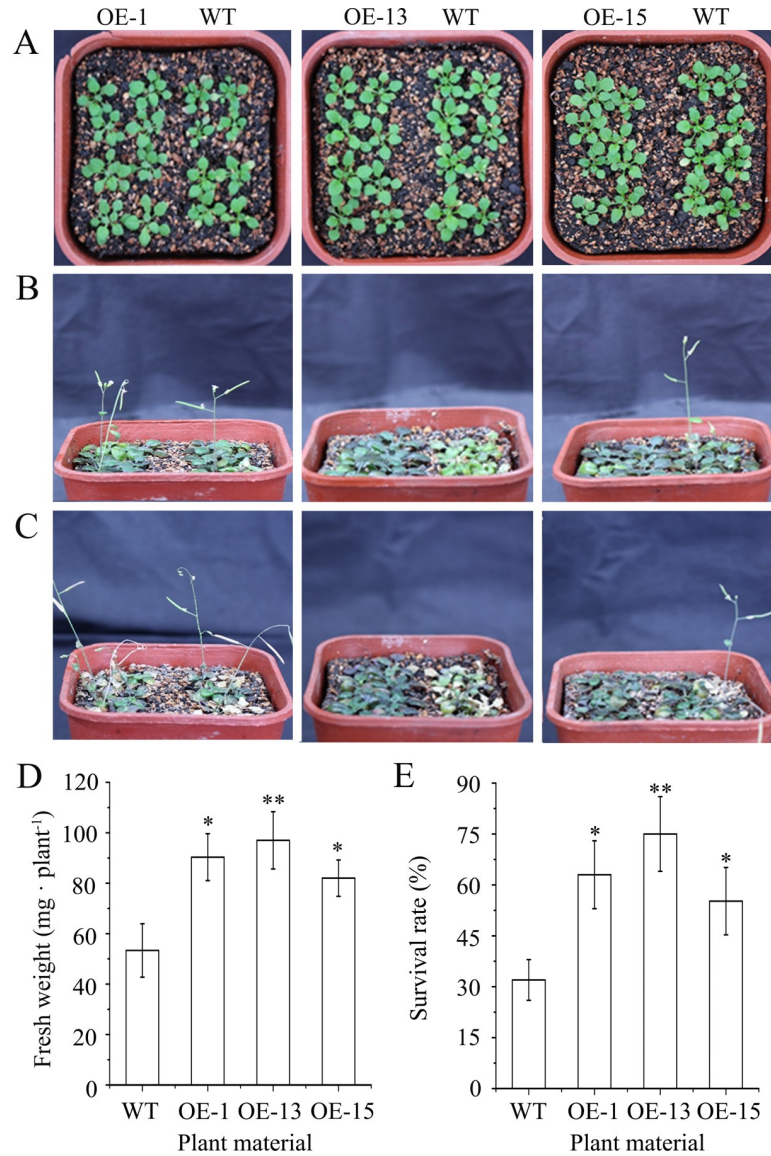 OE-1 WT OE-13 WT OE-15 WT
A
B
C
D
120
100
80
60
40
20
0
Fresh weight (mg · plant⁻¹)
*
**
*
WT OE-1 OE-13 OE-15
Plant material
E
90
75
60
45
30
15
0
Survival rate (%)
*
**
*
WT OE-1 OE-13 OE-15
Plant material